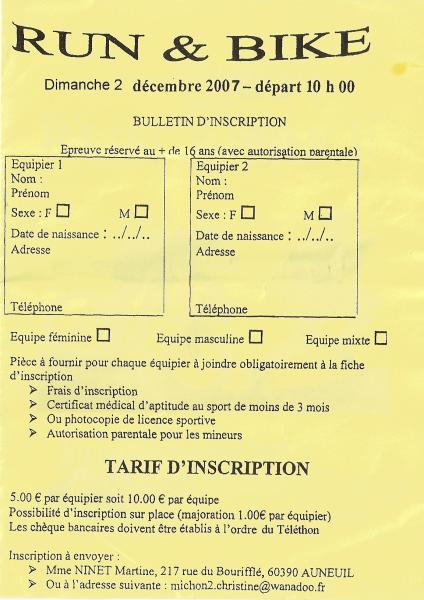 RUN & BIKE
Dimanche 2 décembre 2007 – départ 10 h 00
BULLETIN D'INSCRIPTION
Epreuve réservé au + de 16 ans (avec autorisation parentale)
Equipier 1
Nom :
Prénom
Sexe : F M
Date de naissance : ../../..
Adresse
Téléphone
Equipier 2
Nom :
Prénom
Sexe : F M
Date de naissance : ../../..
Adresse
Téléphone
Equipe féminine Equipe masculine Equipe mixte
Pièce à fournir pour chaque équipier à joindre obligatoirement à la fiche
d'inscription
➢ Frais d'inscription
➢ Certificat médical d'aptitude au sport de moins de 3 mois
➢ Ou photocopie de licence sportive
➢ Autorisation parentale pour les mineurs
TARIF D'INSCRIPTION
5.00 € par équipier soit 10.00 € par équipe
Possibilité d'inscription sur place (majoration 1.00€ par équipier)
Les chèque bancaires doivent être établis à l'ordre du Téléthon
Inscription à envoyer :
➢ Mme NINET Martine, 217 rue du Bourifflé, 60390 AUNEUIL
➢ Ou à l'adresse suivante : michon2.christine@wanadoo.fr